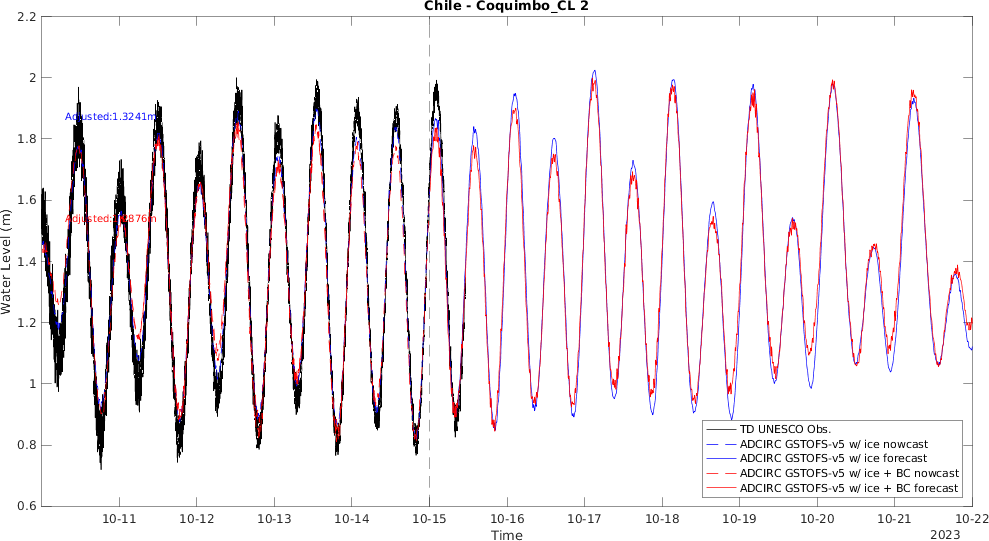 Chile - Coquimbo_CL 2
2.2
2
1.8
1.6
1.4
1.2
1
0.8
0.6
Water Level (m)
Adjusted:1.3241m
Adjusted:
876m
TD UNESCO Obs.
ADCIRC GSTOFS-v5 w/ ice nowcast
ADCIRC GSTOFS-v5 w/ ice forecast
ADCIRC GSTOFS-v5 w/ ice + BC nowcast
ADCIRC GSTOFS-v5 w/ ice + BC forecast
10-11
10-12
10-13
10-14
10-15
10-16
10-17
10-18
10-19
10-20
10-21
10-22
Time
2023